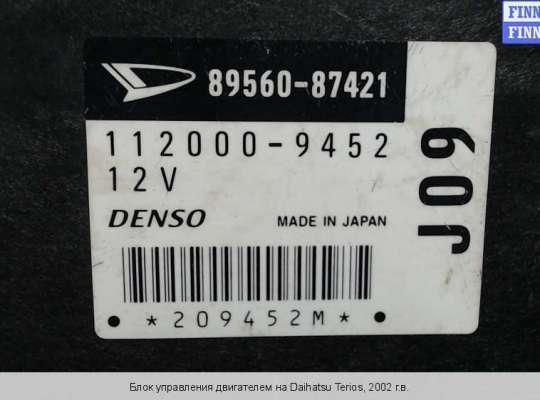 FINN
FINN
89560-87421
112000-9452
12V
DENSO MADE IN JAPAN
J09
*209452M*
Блок управления двигателем на Daihatsu Terios, 2002 г.в.